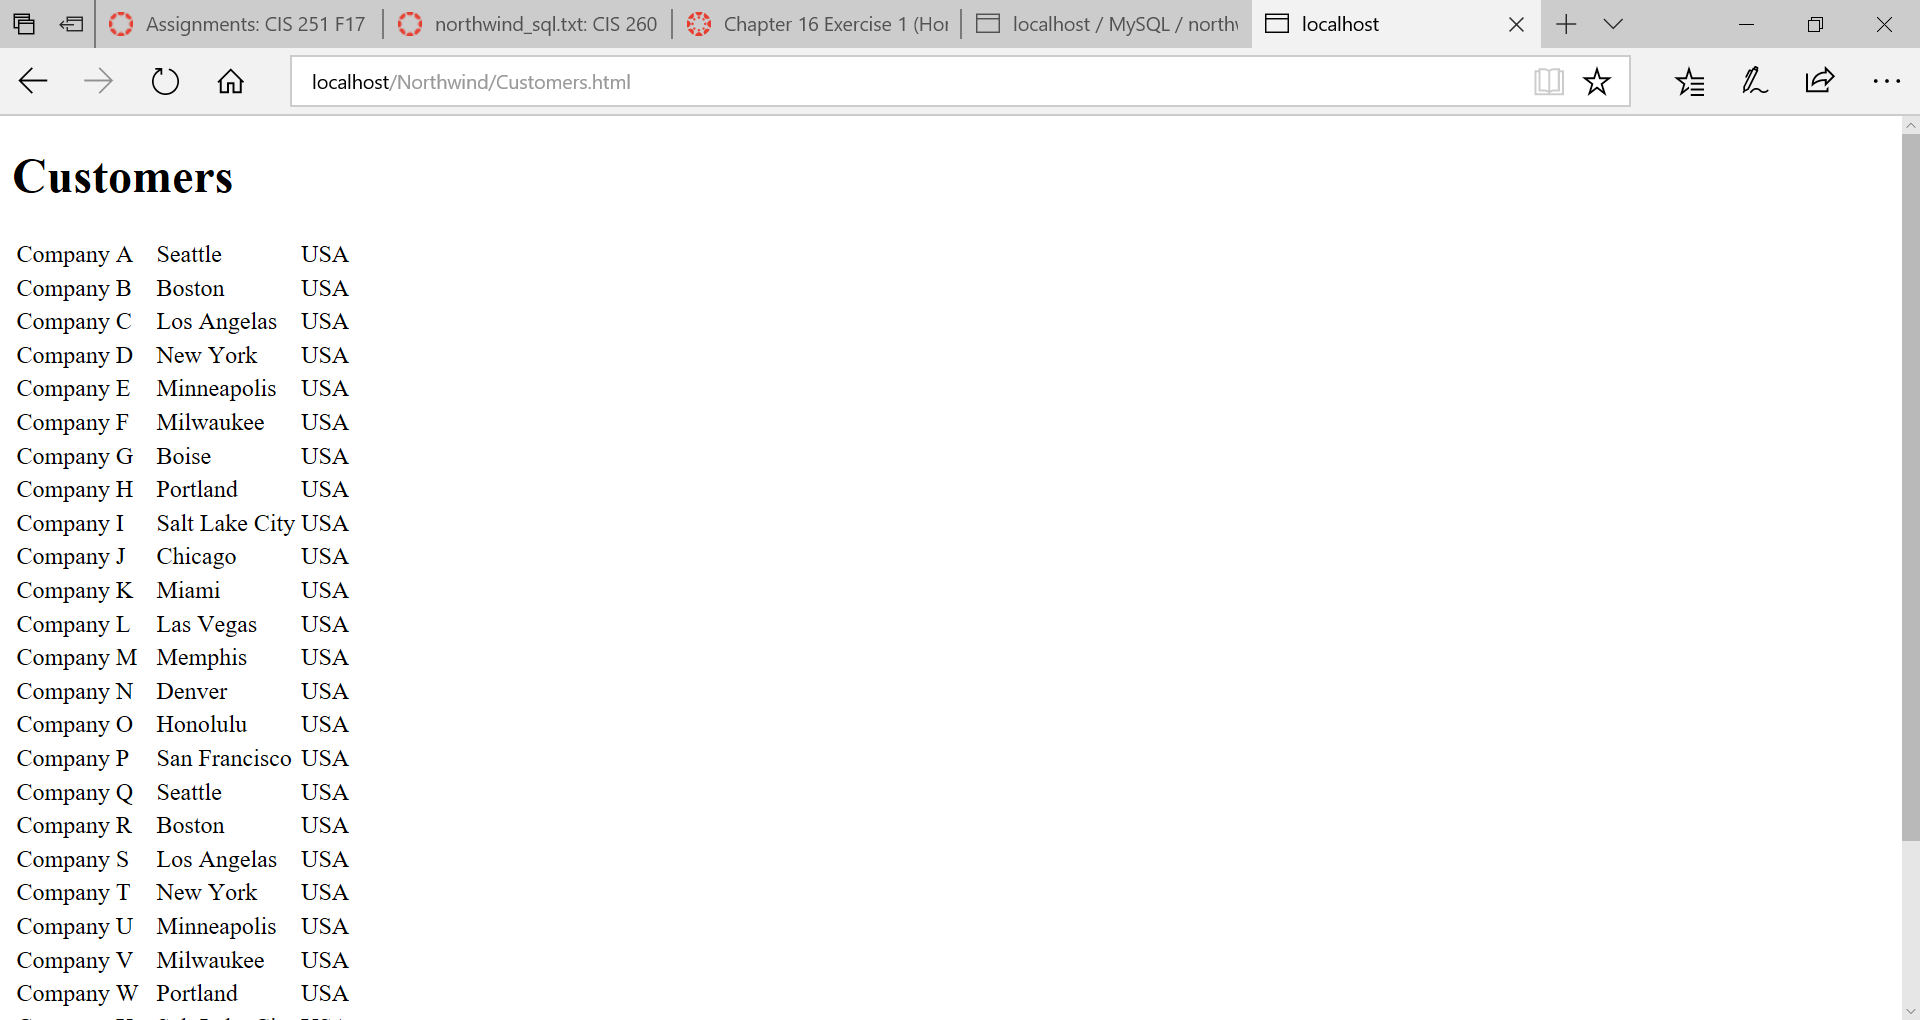 Assignments: CIS 251 F17
northwind_sql.txt: CIS 260
Chapter 16 Exercise 1 (Hor
localhost / MySQL / northw
localhost
localhost/Northwind/Customers.html
Customers
Company A Seattle USA
Company B Boston USA
Company C Los Angelas USA
Company D New York USA
Company E Minneapolis USA
Company F Milwaukee USA
Company G Boise USA
Company H Portland USA
Company I Salt Lake City USA
Company J Chicago USA
Company K Miami USA
Company L Las Vegas USA
Company M Memphis USA
Company N Denver USA
Company O Honolulu USA
Company P San Francisco USA
Company Q Seattle USA
Company R Boston USA
Company S Los Angelas USA
Company T New York USA
Company U Minneapolis USA
Company V Milwaukee USA
Company W Portland USA